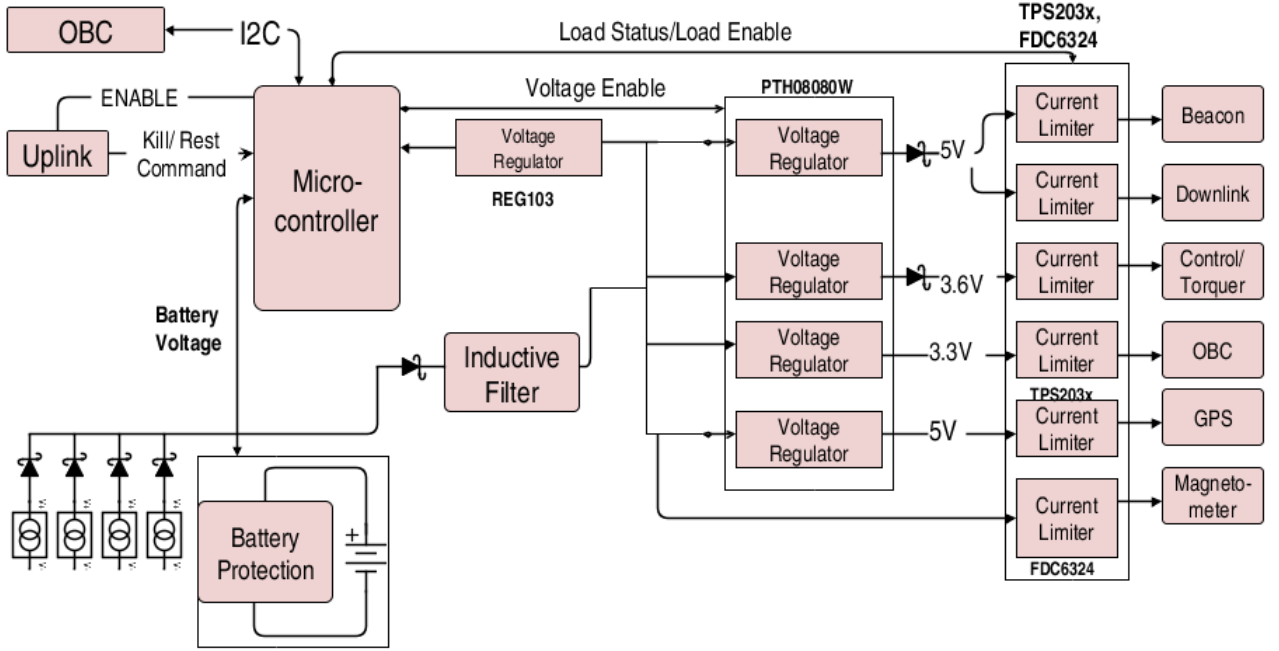 OBC
I2C
Load Status/Load Enable
TPS203x,
FDC6324
ENABLE
Voltage Enable
PTH08080W
Uplink
Kill/ Rest
Command
Micro-
controller
Voltage
Regulator
REG103
Voltage
Regulator
5V
Current
Limiter
Beacon
Current
Limiter
Downlink
Voltage
Regulator
3.6V
Current
Limiter
Control/
Torquer
Battery
Voltage
Inductive
Filter
Voltage
Regulator
3.3V
Current
Limiter
OBC
TPS203x
Voltage
Regulator
5V
Current
Limiter
GPS
Current
Limiter
Magneto-
meter
FDC6324
Battery
Protection
+